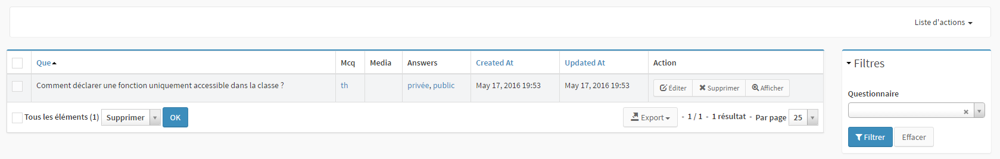 Liste d'actions
Que Mcq Media Answers Created At Updated At Action
Comment déclarer une fonction uniquement accessible dans la classe ? th privée, public May 17, 2016 19:53 May 17, 2016 19:53 Éditer Supprimer Afficher
Tous les éléments (1) Supprimer OK Export - 1 / 1 - 1 résultat - Par page 25
Filtres
Questionnaire
Filtrer Effacer